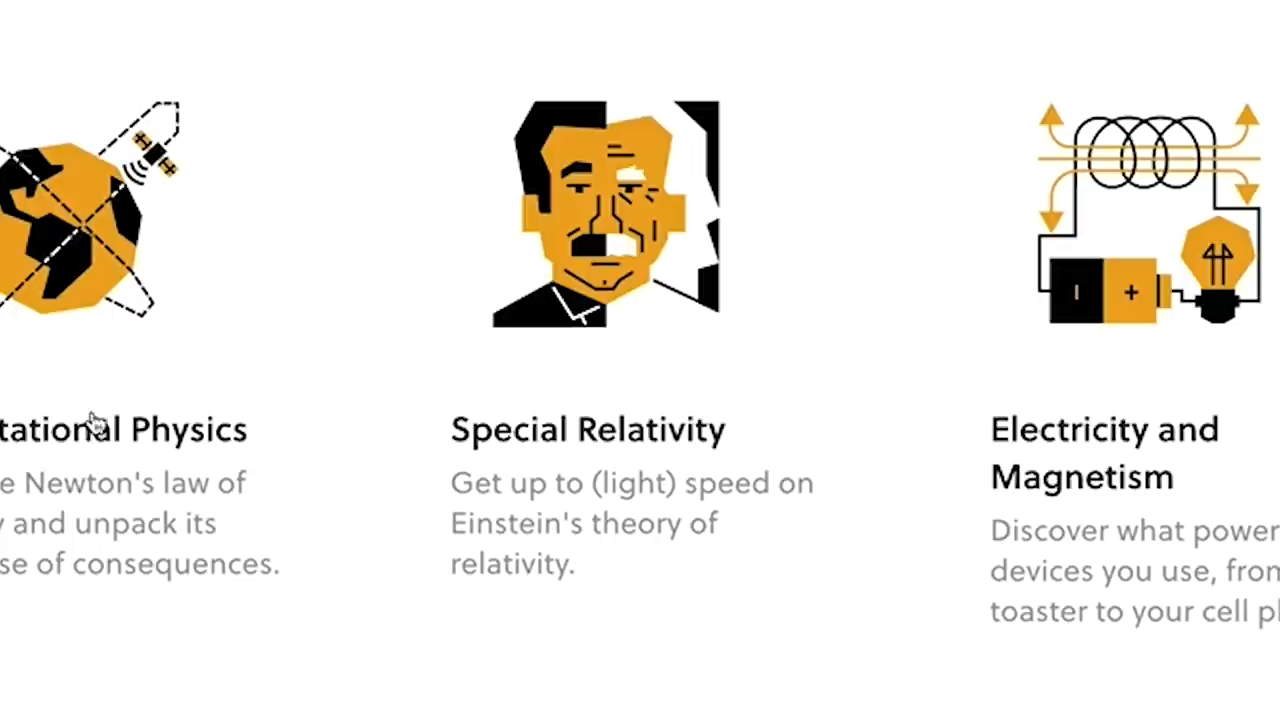 tational Physics
e Newton's law of
y and unpack its
se of consequences.
Special Relativity
Get up to (light) speed on
Einstein's theory of
relativity.
Electricity and
Magnetism
Discover what power
devices you use, from
toaster to your cell pl